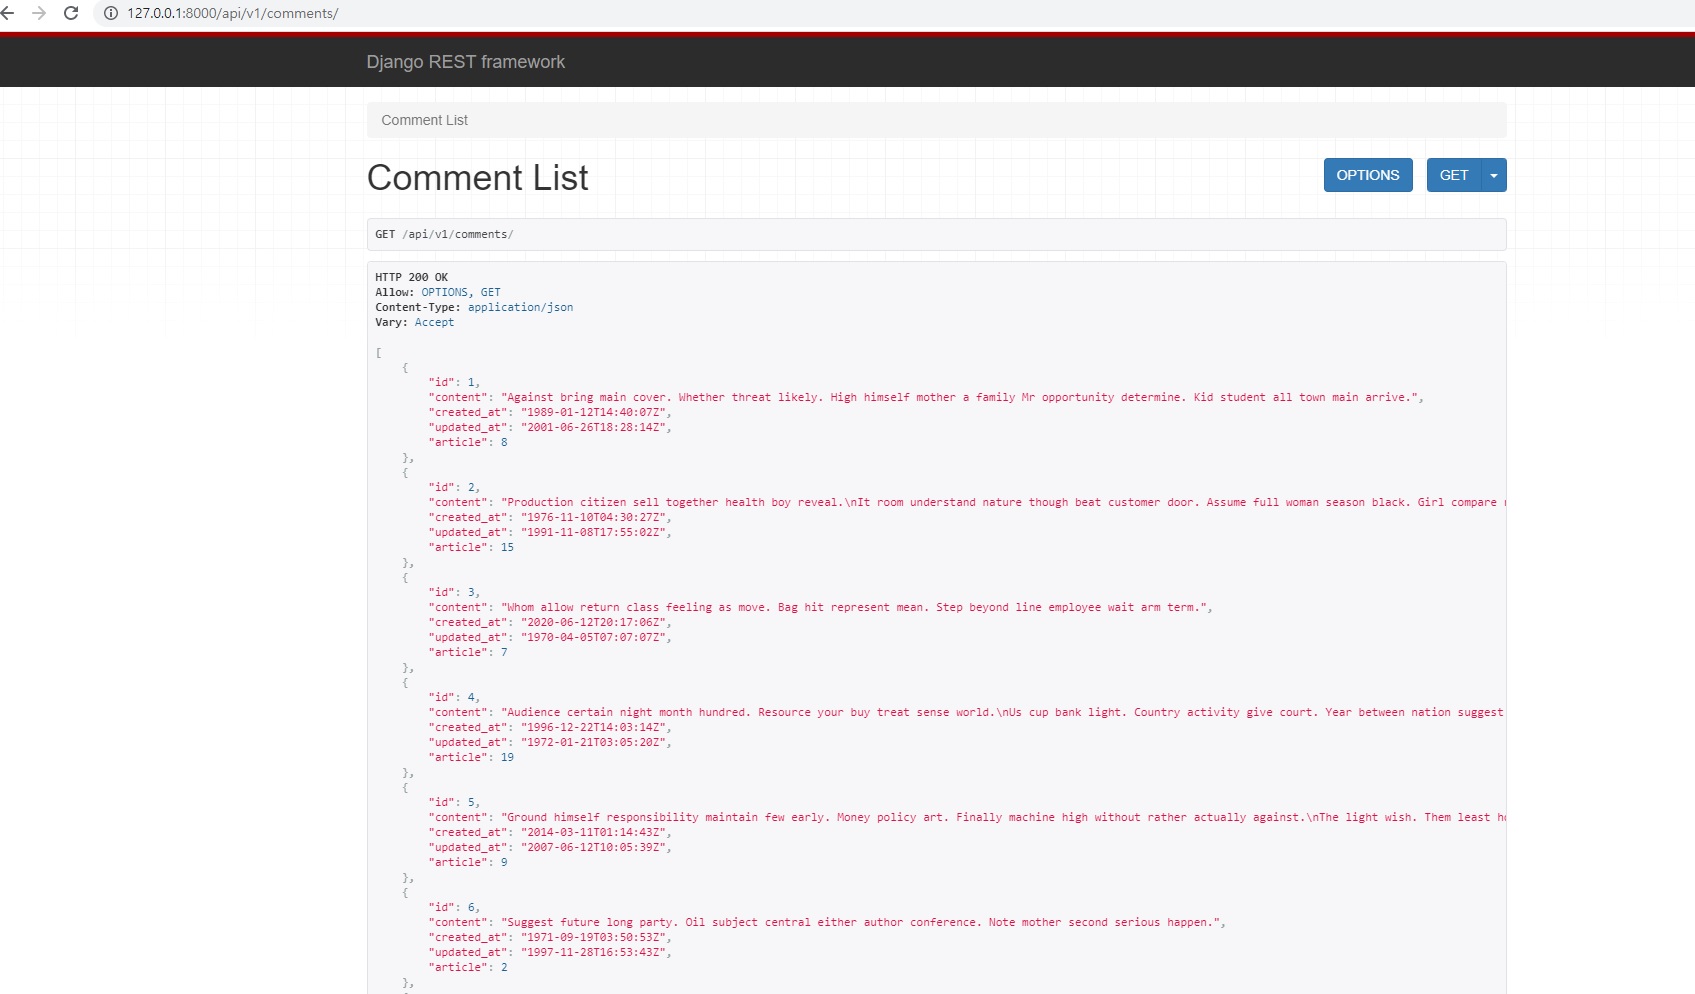 127.0.0.1:8000/api/v1/comments/
Django REST framework
Comment List
Comment List
OPTIONS GET
GET /api/v1/comments/
HTTP 200 OK
Allow: OPTIONS, GET
Content-Type: application/json
Vary: Accept
[
{
"id": 1,
"content": "Against bring main cover. Whether threat likely. High himself mother a family Mr opportunity determine. Kid student all town main arrive.",
"created_at": "1989-01-12T14:40:07Z",
"updated_at": "2001-06-26T18:28:14Z",
"article": 8
},
{
"id": 2,
"content": "Production citizen sell together health boy reveal.\nIt room understand nature though beat customer door. Assume full woman season black. Girl compare
"created_at": "1976-11-10T04:30:27Z",
"updated_at": "1991-11-08T17:55:02Z",
"article": 15
},
{
"id": 3,
"content": "Whom allow return class feeling as move. Bag hit represent mean. Step beyond line employee wait arm term.",
"created_at": "2020-06-12T20:17:06Z",
"updated_at": "1970-04-05T07:07:07Z",
"article": 7
},
{
"id": 4,
"content": "Audience certain night month hundred. Resource your buy treat sense world.\nUs cup bank light. Country activity give court. Year between nation suggest
"created_at": "1996-12-22T14:03:14Z",
"updated_at": "1972-01-21T03:05:20Z",
"article": 19
},
{
"id": 5,
"content": "Ground himself responsibility maintain few early. Money policy art. Finally machine high without rather actually against.\nThe light wish. Them least
"created_at": "2014-03-11T01:14:43Z",
"updated_at": "2007-06-12T10:05:39Z",
"article": 9
},
{
"id": 6,
"content": "Suggest future long party. Oil subject central either author conference. Note mother second serious happen.",
"created_at": "1971-09-19T03:50:53Z",
"updated_at": "1997-11-28T16:53:43Z",
"article": 2
},